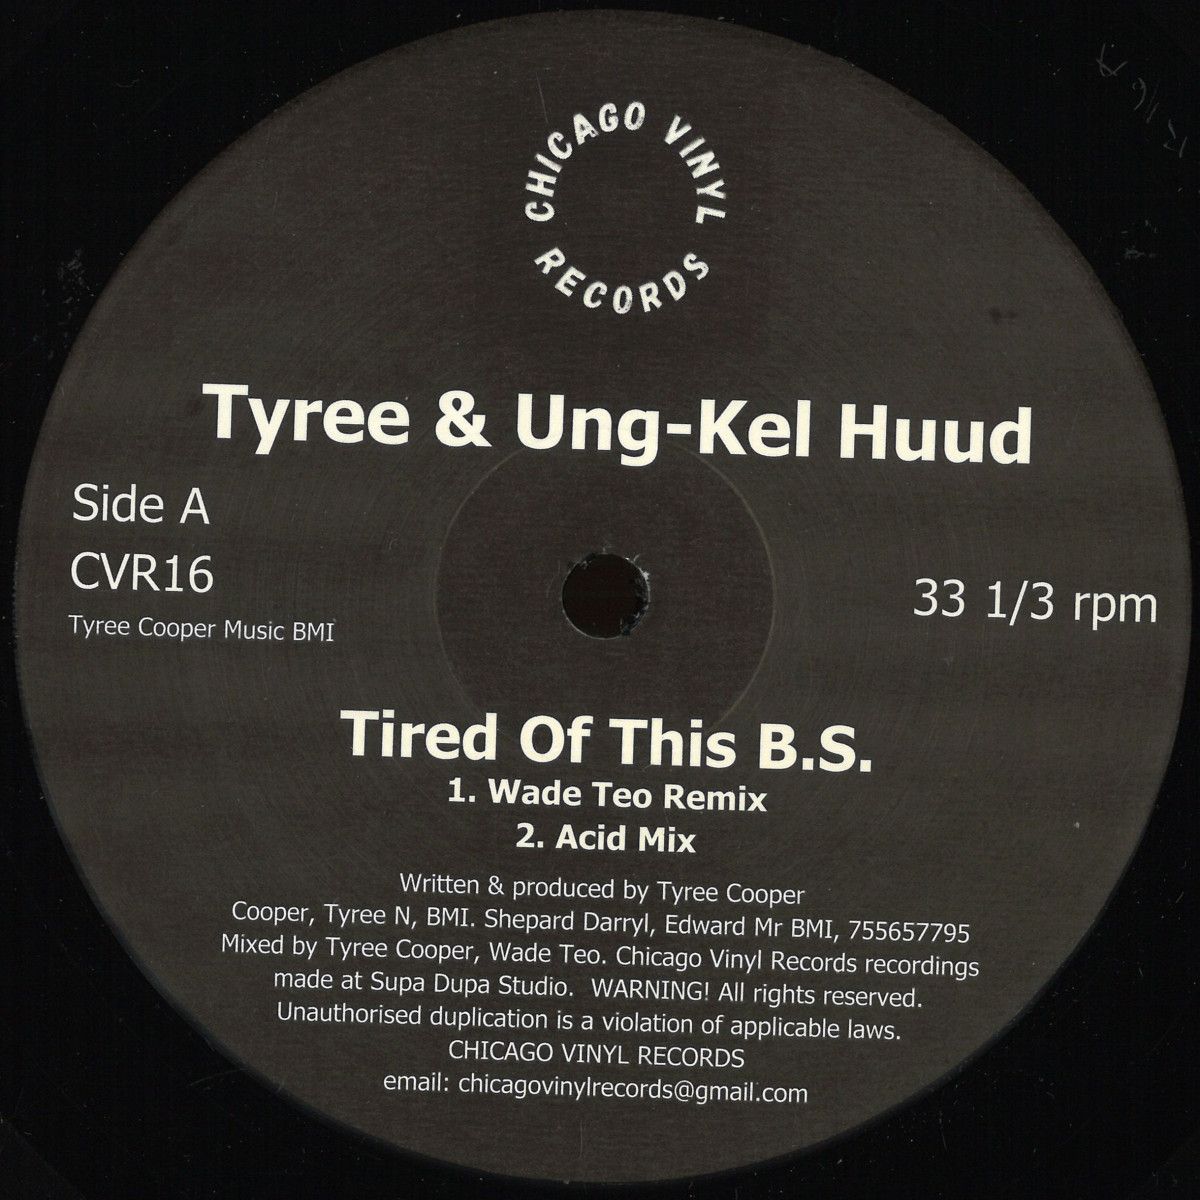 CHICAGO VINYL
RECORDS
Tyree & Ung-Kel Huud
Side A
CVR16
Tyree Cooper Music BMI
33 1/3 rpm
Tired Of This B.S.
1. Wade Teo Remix
2. Acid Mix
Written & produced by Tyree Cooper
Cooper, Tyree N, BMI. Shepard Darryl, Edward Mr BMI, 755657795
Mixed by Tyree Cooper, Wade Teo. Chicago Vinyl Records recordings
made at Supa Dupa Studio.  WARNING! All rights reserved.
Unauthorised duplication is a violation of applicable laws.
CHICAGO VINYL RECORDS
email: chicagovinylrecords@gmail.com